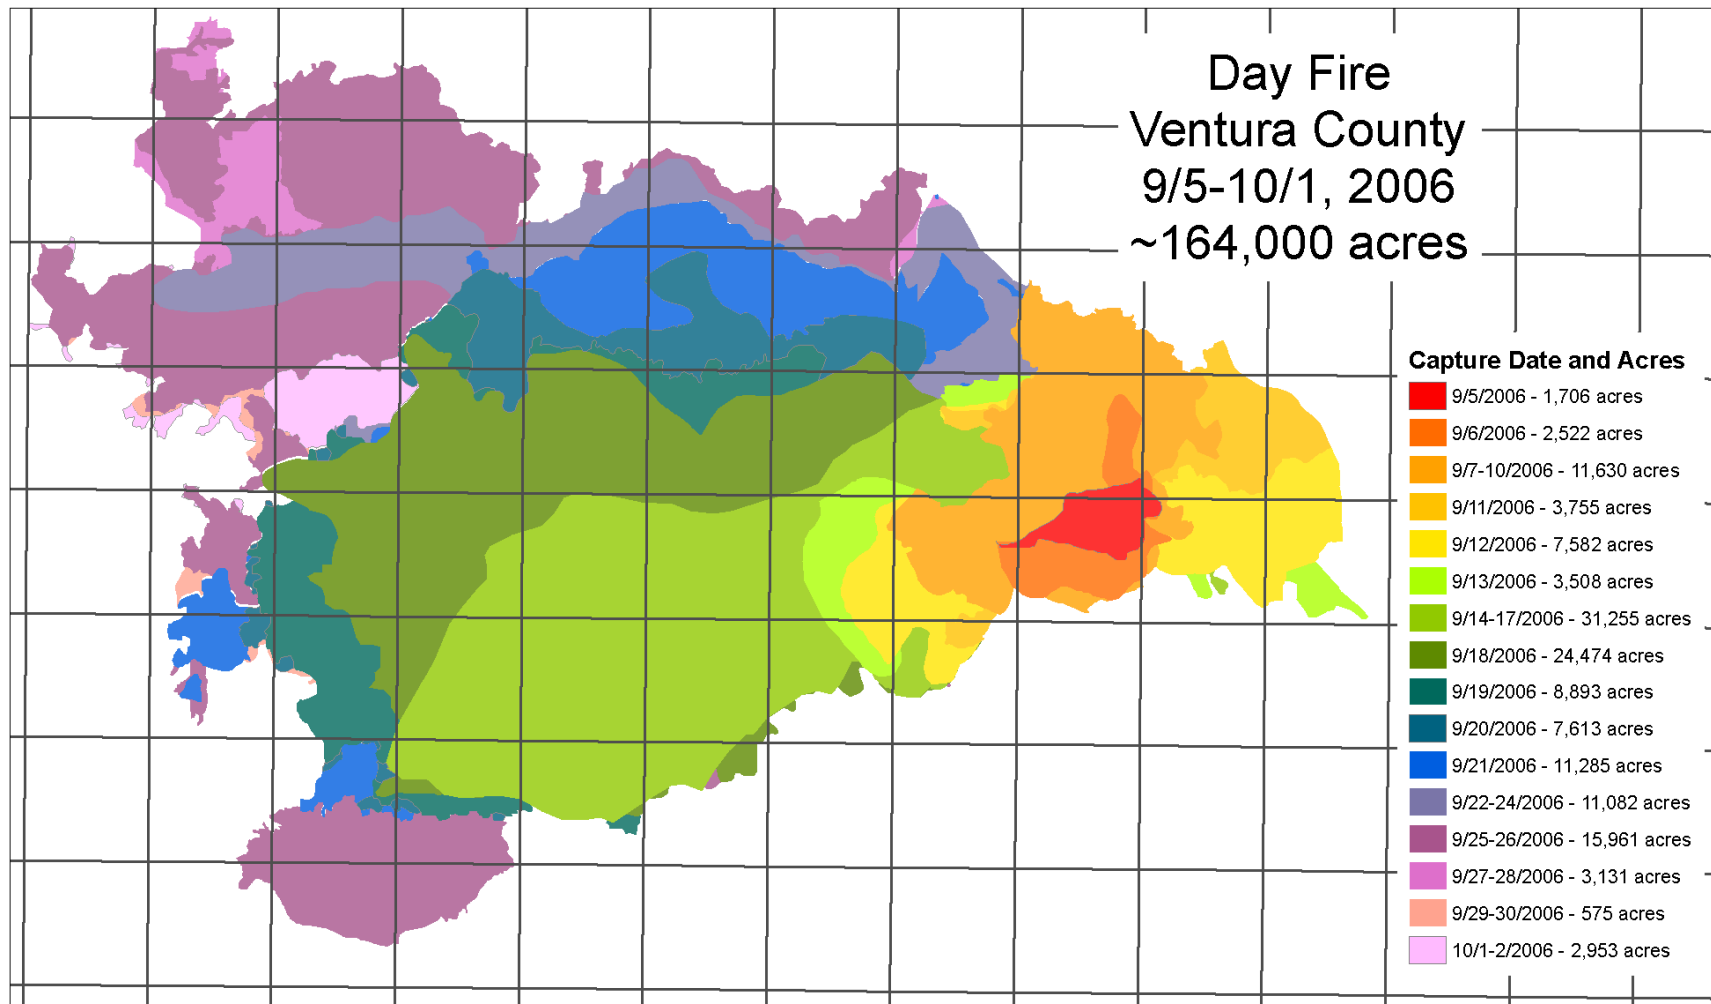 Day Fire
Ventura County
9/5-10/1, 2006
~164,000 acres
Capture Date and Acres
9/5/2006 - 1,706 acres
9/6/2006 - 2,522 acres
9/7-10/2006 - 11,630 acres
9/11/2006 - 3,755 acres
9/12/2006 - 7,582 acres
9/13/2006 - 3,508 acres
9/14-17/2006 - 31,255 acres
9/18/2006 - 24,474 acres
9/19/2006 - 8,893 acres
9/20/2006 - 7,613 acres
9/21/2006 - 11,285 acres
9/22-24/2006 - 11,082 acres
9/25-26/2006 - 15,961 acres
9/27-28/2006 - 3,131 acres
9/29-30/2006 - 575 acres
10/1-2/2006 - 2,953 acres